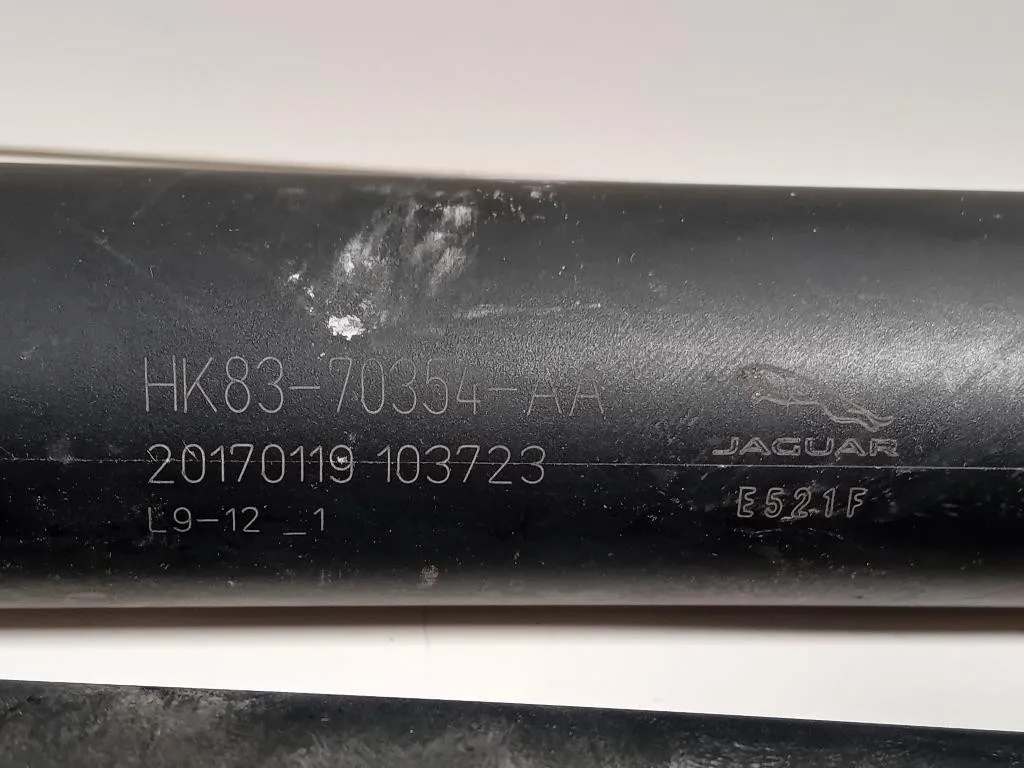 HK83-70354-AA
20170119 103723
L9-12 _1
JAGUAR
E521F